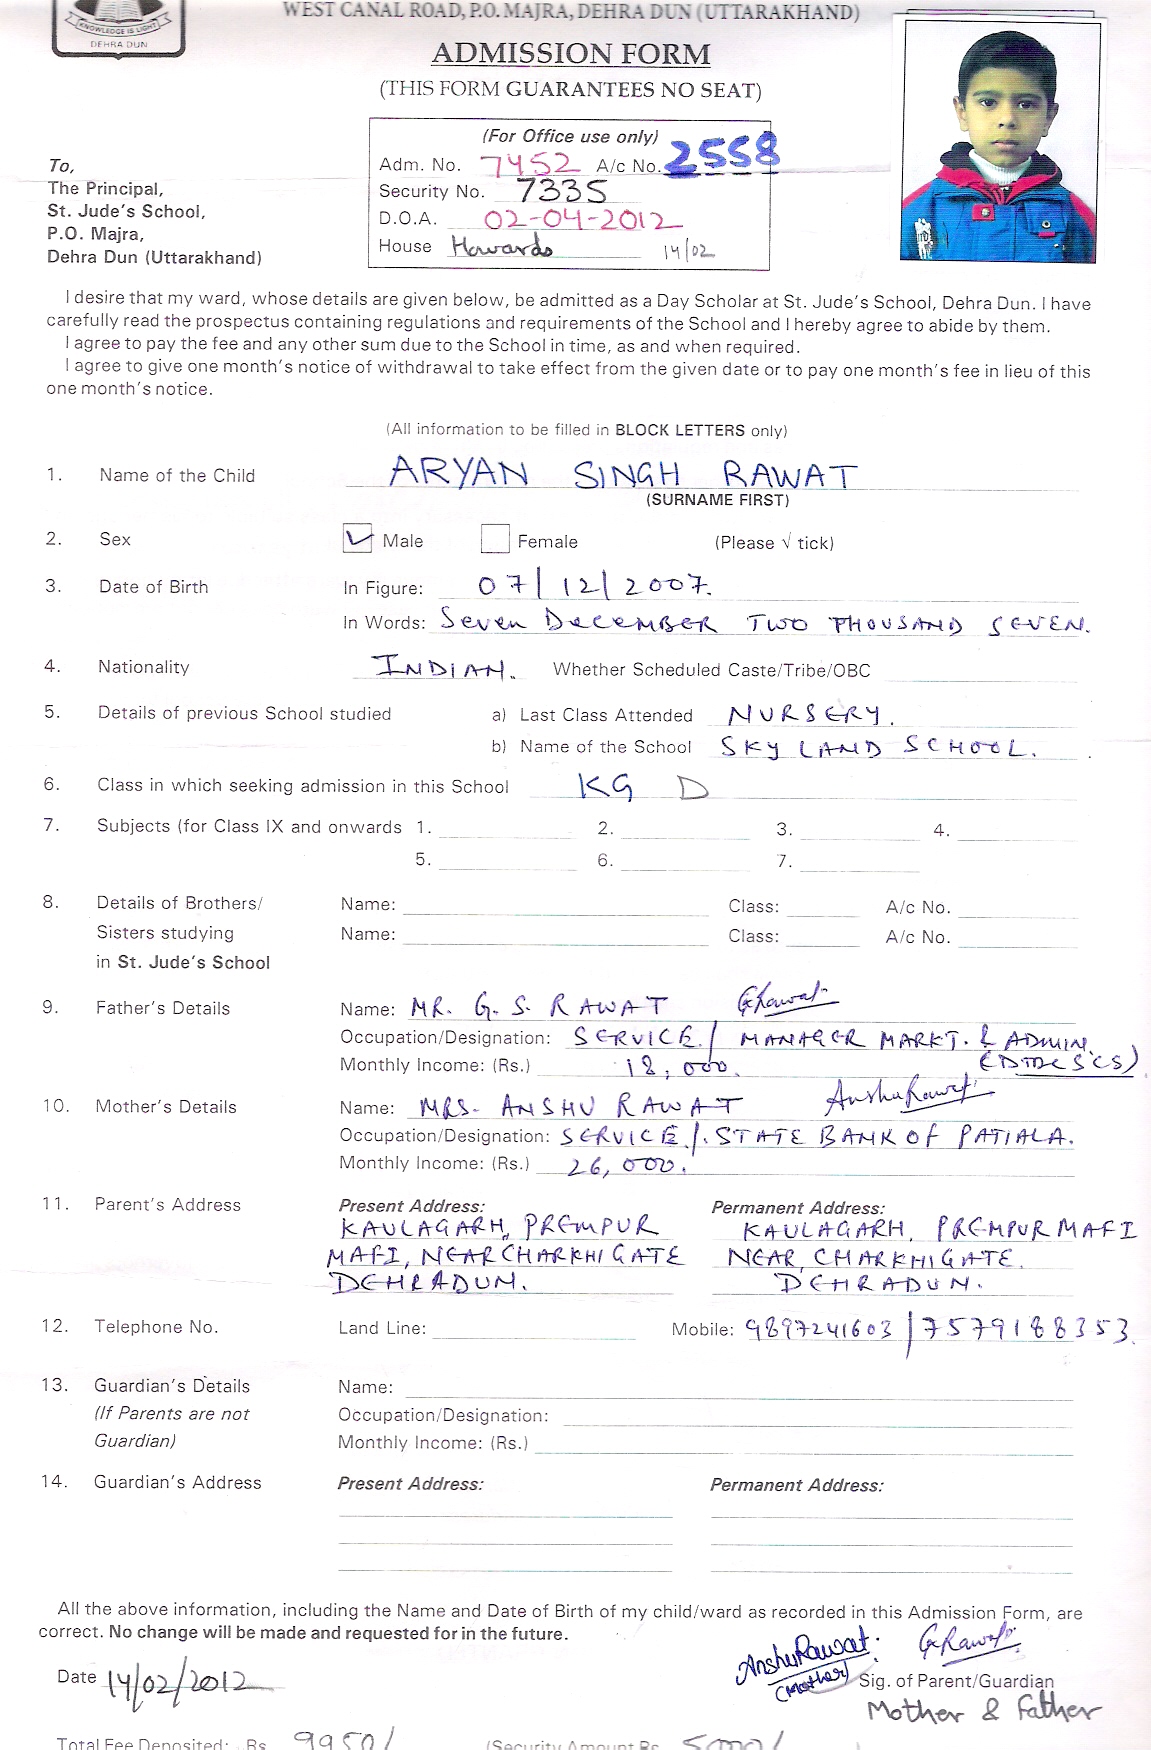 KNOWLEDGE IS LIGHT
DEHRA DUN
WEST CANAL ROAD, P.O. MAJRA, DEHRA DUN (UTTARAKHAND)
ADMISSION FORM
(THIS FORM GUARANTEES NO SEAT)
(For Office use only)
Adm. No. 7452 A/c No. 2558
Security No. 7335
D.O.A. 02-04-2012
House Howards 14/02
To,
The Principal,
St. Jude's School,
P.O. Majra,
Dehra Dun (Uttarakhand)
I desire that my ward, whose details are given below, be admitted as a Day Scholar at St. Jude's School, Dehra Dun. I have
carefully read the prospectus containing regulations and requirements of the School and I hereby agree to abide by them.
I agree to pay the fee and any other sum due to the School in time, as and when required.
I agree to give one month's notice of withdrawal to take effect from the given date or to pay one month's fee in lieu of this
one month's notice.
(All information to be filled in BLOCK LETTERS only)
1. Name of the Child ARYAN SINGH RAWAT
(SURNAME FIRST)
2. Sex Male Female (Please √ tick)
3. Date of Birth In Figure: 07/12/2007.
In Words: Seven DECEMBER TWO THOUSAND SEVEN.
4. Nationality INDIAN. Whether Scheduled Caste/Tribe/OBC
5. Details of previous School studied a) Last Class Attended NURSERY.
b) Name of the School SKY LAND SCHOOL.
6. Class in which seeking admission in this School KG D
7. Subjects (for Class IX and onwards 1. 2. 3. 4.
5. 6. 7.
8. Details of Brothers/ Name: Class: A/c No.
Sisters studying Name: Class: A/c No.
in St. Jude's School
9. Father's Details Name: MR. G. S. RAWAT GRawat
Occupation/Designation: SERVICE / MANAGER MARKT. & ADMIN.
Monthly Income: (Rs.) 18,000.
10. Mother's Details Name: MRS. ANSHU RAWAT AnshuRawat
Occupation/Designation: SERVICE /. STATE BANK OF PATIALA.
Monthly Income: (Rs.) 26,000.
11. Parent's Address Present Address: Permanent Address:
KAULAGARH, PREMPUR KAULAGARH, PREMPUR MAFI
MAFI, NEAR CHARKHI GATE NEAR, CHARKHI GATE.
DEHRADUN. DEHRADUN.
12. Telephone No. Land Line: Mobile: 9897241603 / 7579188353.
13. Guardian's Details Name:
(If Parents are not Occupation/Designation:
Guardian) Monthly Income: (Rs.)
14. Guardian's Address Present Address: Permanent Address:
All the above information, including the Name and Date of Birth of my child/ward as recorded in this Admission Form, are
correct. No change will be made and requested for in the future.
AnshuRawat. GRawat
Date 14/02/2012 (Mother) Sig. of Parent/Guardian
Mother & Father
Total Fee Deposited: Rs 9950/ (Security Amount Rs. 5000/ )